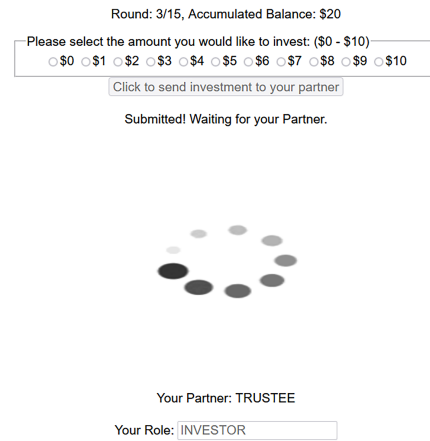 Round: 3/15, Accumulated Balance: $20
Please select the amount you would like to invest: ($0 - $10)
$0 $1 $2 $3 $4 $5 $6 $7 $8 $9 $10
Click to send investment to your partner
Submitted! Waiting for your Partner.
Your Partner: TRUSTEE
Your Role: INVESTOR